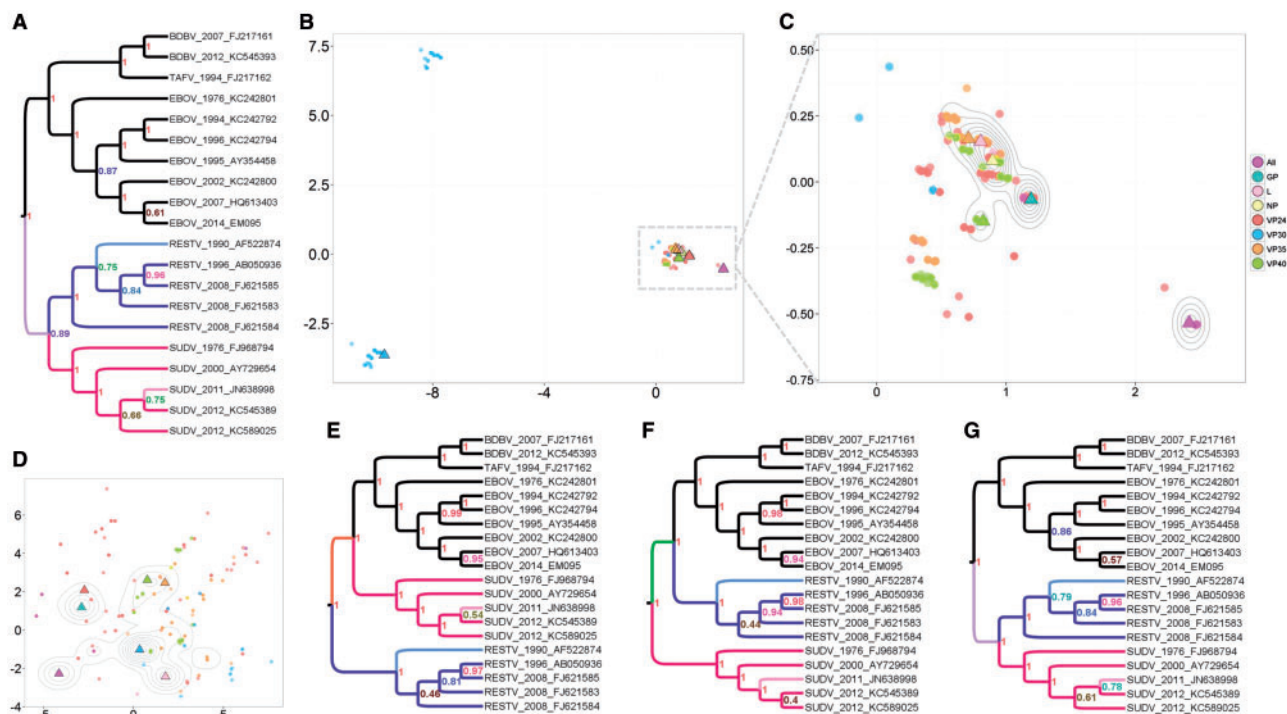 A
BDBV_2007_FJ217161
1
BDBV_2012_KC545393
1
TAFV_1994_FJ217162
1
EBOV_1976_KC242801
EBOV_1994_KC242792
1
1
EBOV_1996_KC242794
1
EBOV_1995_AY354458
0.87
EBOV_2002_KC242800
1
EBOV_2007_HQ613403
0.61
1
EBOV_2014_EM095
RESTV_1990_AF522874
0.75
RESTV_1996_AB050936
0.96
0.84
RESTV_2008_FJ621585
RESTV_2008_FJ621583
1
RESTV_2008_FJ621584
0.89
SUDV_1976_FJ968794
1
SUDV_2000_AY729654
1
SUDV_2011_JN638998
0.75
0.66
SUDV_2012_KC545389
SUDV_2012_KC589025
B
7.5
5.0
2.5
0.0
-2.5
-8
-4
0
C
0.50
0.25
0.00
-0.25
-0.50
-0.75
0
1
2
All
GP
L
NP
VP24
VP30
VP35
VP40
D
6
4
2
0
-2
-4
-5
0
5
E
BDBV_2007_FJ217161
1
BDBV_2012_KC545393
1
TAFV_1994_FJ217162
1
EBOV_1976_KC242801
EBOV_1994_KC242792
0.99
1
EBOV_1996_KC242794
1
EBOV_1995_AY354458
1
EBOV_2002_KC242800
1
EBOV_2007_HQ613403
0.95
1
EBOV_2014_EM095
SUDV_1976_FJ968794
1
SUDV_2000_AY729654
1
SUDV_2011_JN638998
0.54
1
SUDV_2012_KC545389
1
SUDV_2012_KC589025
RESTV_1990_AF522874
1
RESTV_1996_AB050936
0.97
0.81
RESTV_2008_FJ621585
0.46
RESTV_2008_FJ621583
RESTV_2008_FJ621584
F
BDBV_2007_FJ217161
1
BDBV_2012_KC545393
1
TAFV_1994_FJ217162
1
EBOV_1976_KC242801
EBOV_1994_KC242792
0.98
1
EBOV_1996_KC242794
1
EBOV_1995_AY354458
1
EBOV_2002_KC242800
1
EBOV_2007_HQ613403
0.94
1
EBOV_2014_EM095
RESTV_1990_AF522874
RESTV_1996_AB050936
0.98
0.94
RESTV_2008_FJ621585
0.44
RESTV_2008_FJ621583
1
RESTV_2008_FJ621584
1
SUDV_1976_FJ968794
1
SUDV_2000_AY729654
1
SUDV_2011_JN638998
1
SUDV_2012_KC545389
0.4
SUDV_2012_KC589025
G
BDBV_2007_FJ217161
1
BDBV_2012_KC545393
1
TAFV_1994_FJ217162
1
EBOV_1976_KC242801
EBOV_1994_KC242792
1
1
EBOV_1996_KC242794
1
EBOV_1995_AY354458
0.86
EBOV_2002_KC242800
1
EBOV_2007_HQ613403
0.57
1
EBOV_2014_EM095
RESTV_1990_AF522874
0.79
RESTV_1996_AB050936
0.96
0.84
RESTV_2008_FJ621585
RESTV_2008_FJ621583
1
RESTV_2008_FJ621584
1
SUDV_1976_FJ968794
1
SUDV_2000_AY729654
1
SUDV_2011_JN638998
0.78
0.61
SUDV_2012_KC545389
SUDV_2012_KC589025